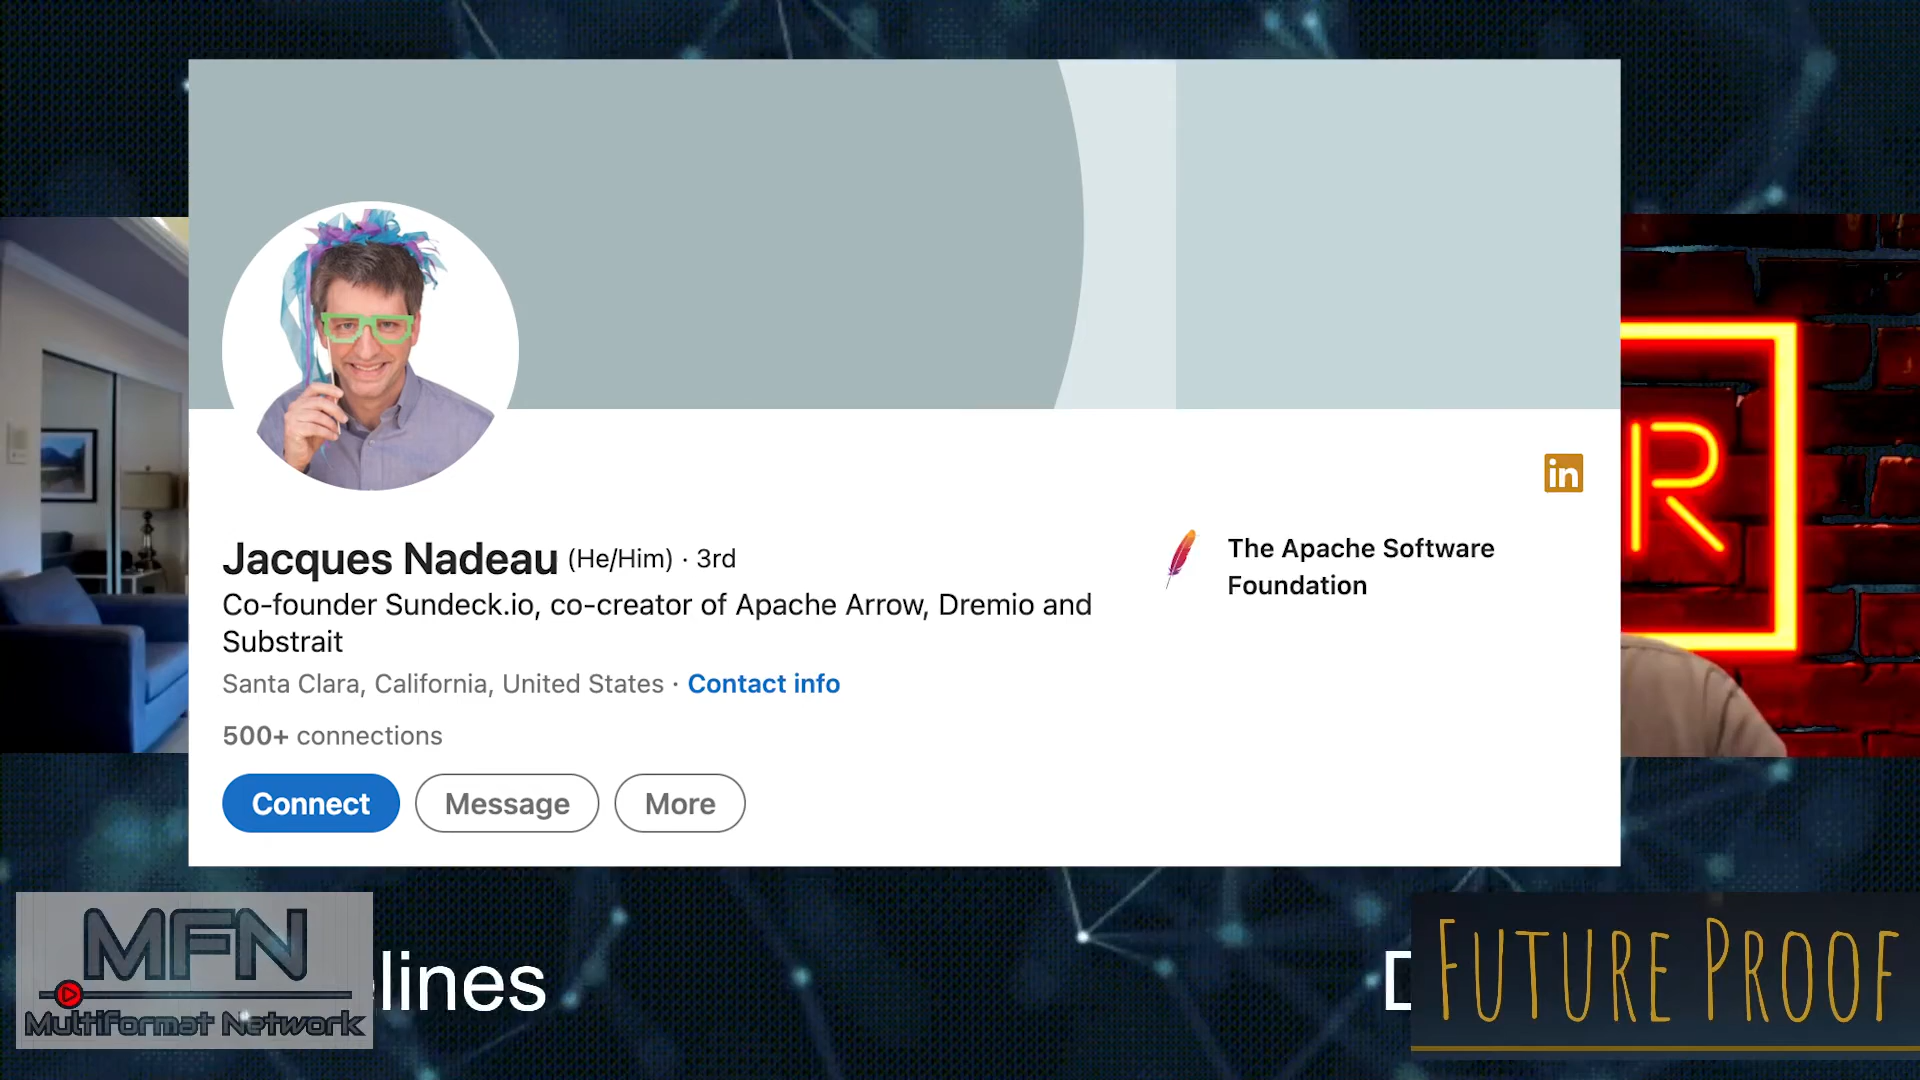 in
Jacques Nadeau (He/Him) · 3rd
Co-founder Sundeck.io, co-creator of Apache Arrow, Dremio and
Substrait
Santa Clara, California, United States · Contact info
500+ connections
Connect
Message
More
The Apache Software
Foundation
R
MFN
MultiFormat Network
lines
FUTURE PROOF